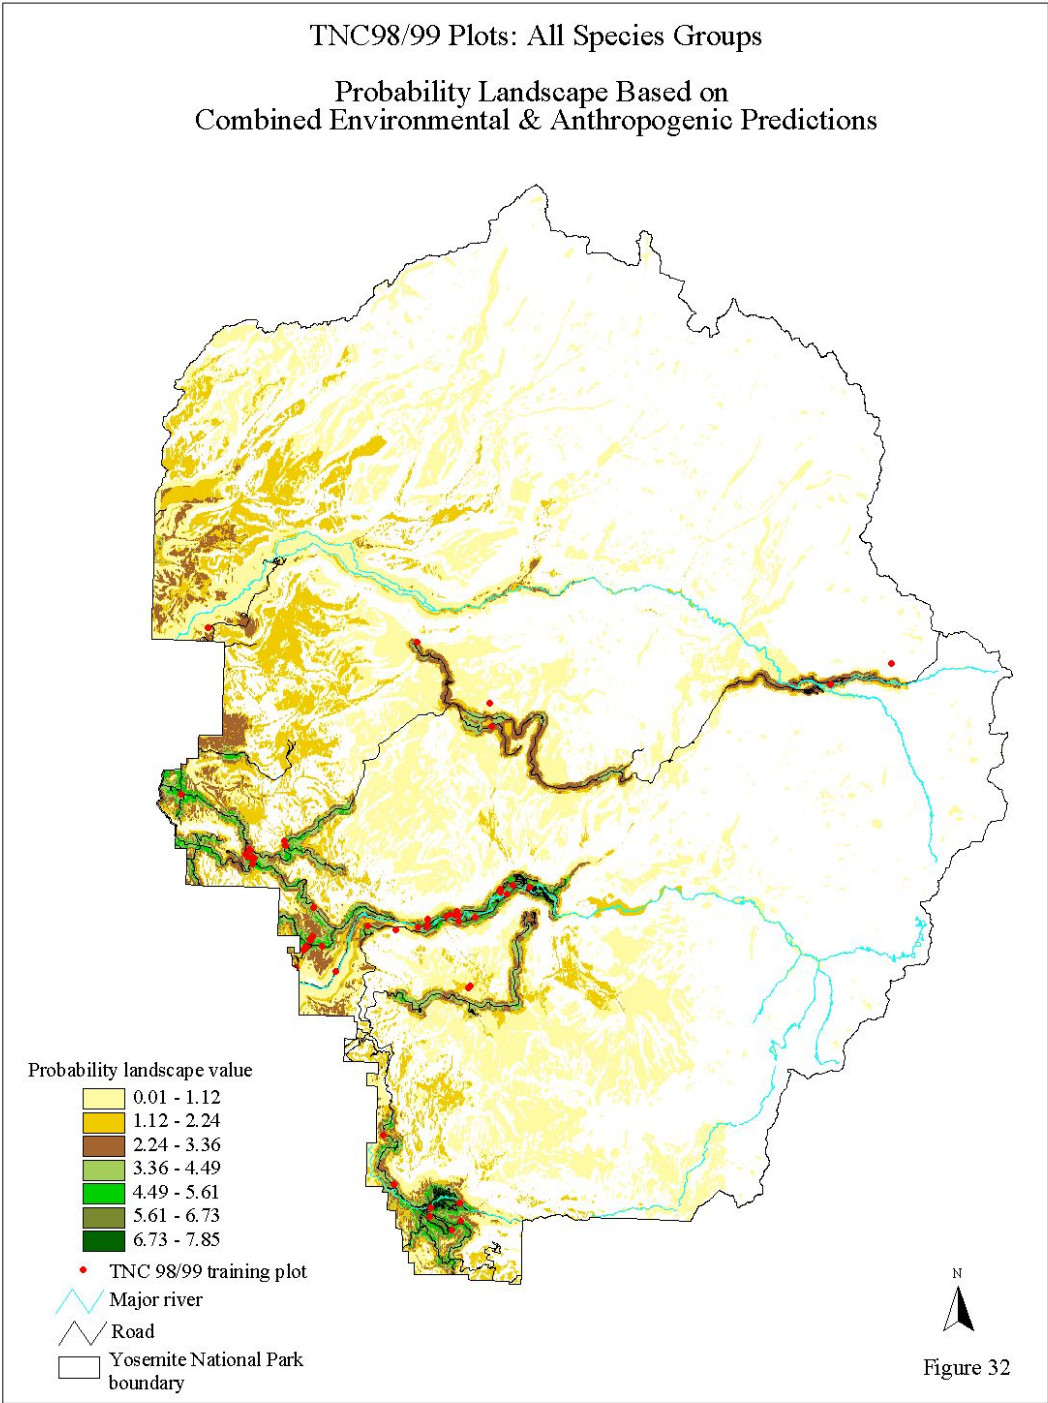 TNC98/99 Plots: All Species Groups
Probability Landscape Based on
Combined Environmental & Anthropogenic Predictions
Probability landscape value
0.01 - 1.12
1.12 - 2.24
2.24 - 3.36
3.36 - 4.49
4.49 - 5.61
5.61 - 6.73
6.73 - 7.85
TNC 98/99 training plot
Major river
Road
Yosemite National Park
boundary
N
Figure 32